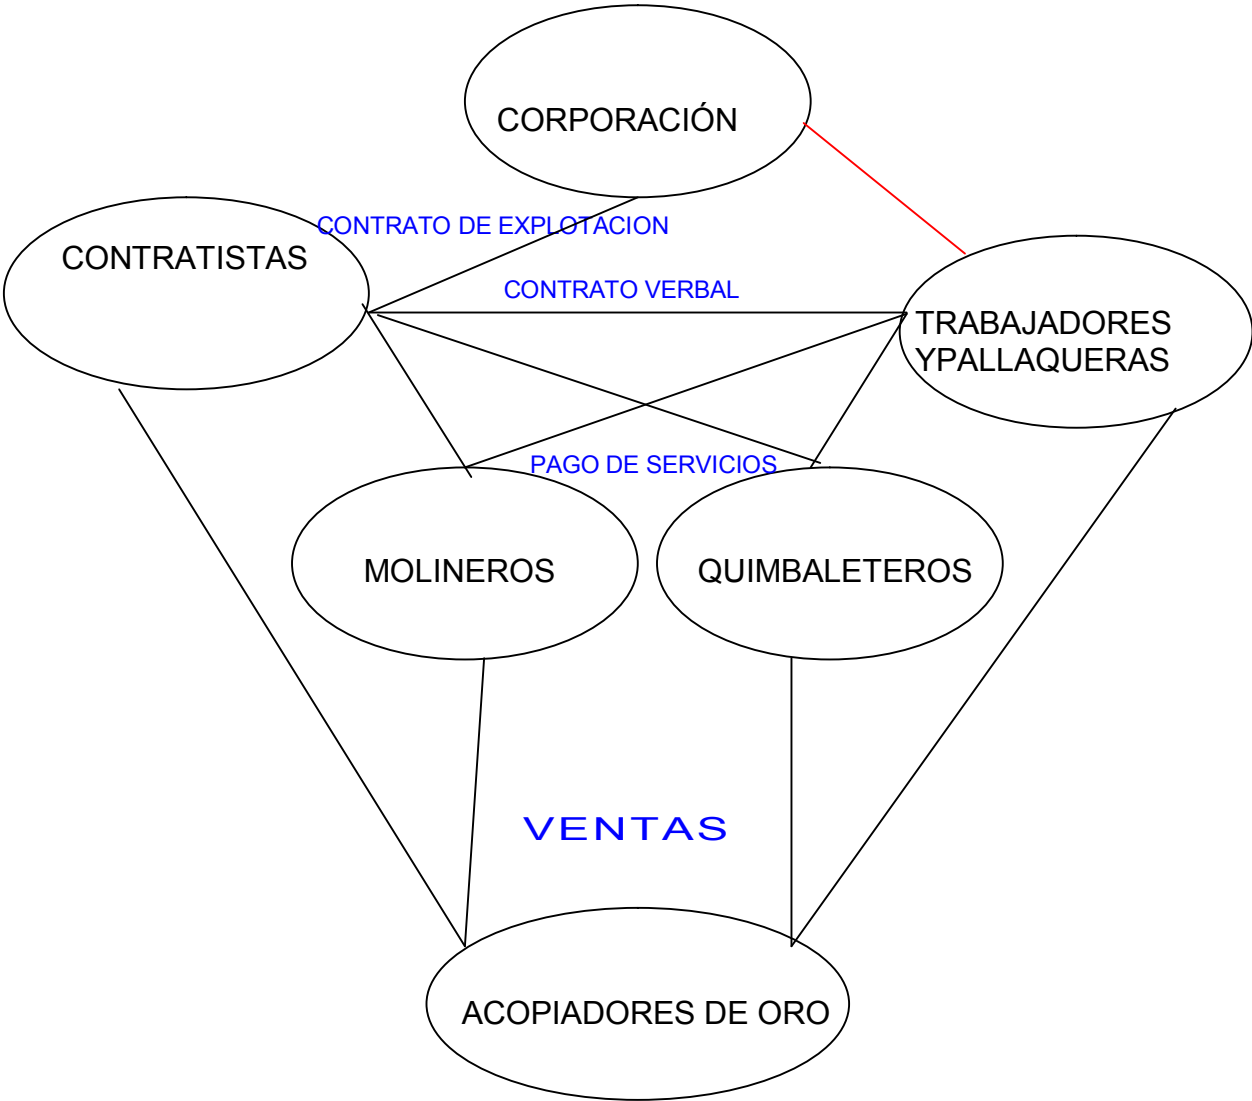 CORPORACIÓN
CONTRATO DE EXPLOTACION
CONTRATISTAS
CONTRATO VERBAL
TRABAJADORES
YPALLAQUERAS
PAGO DE SERVICIOS
MOLINEROS
QUIMBALETEROS
VENTAS
ACOPIADORES DE ORO